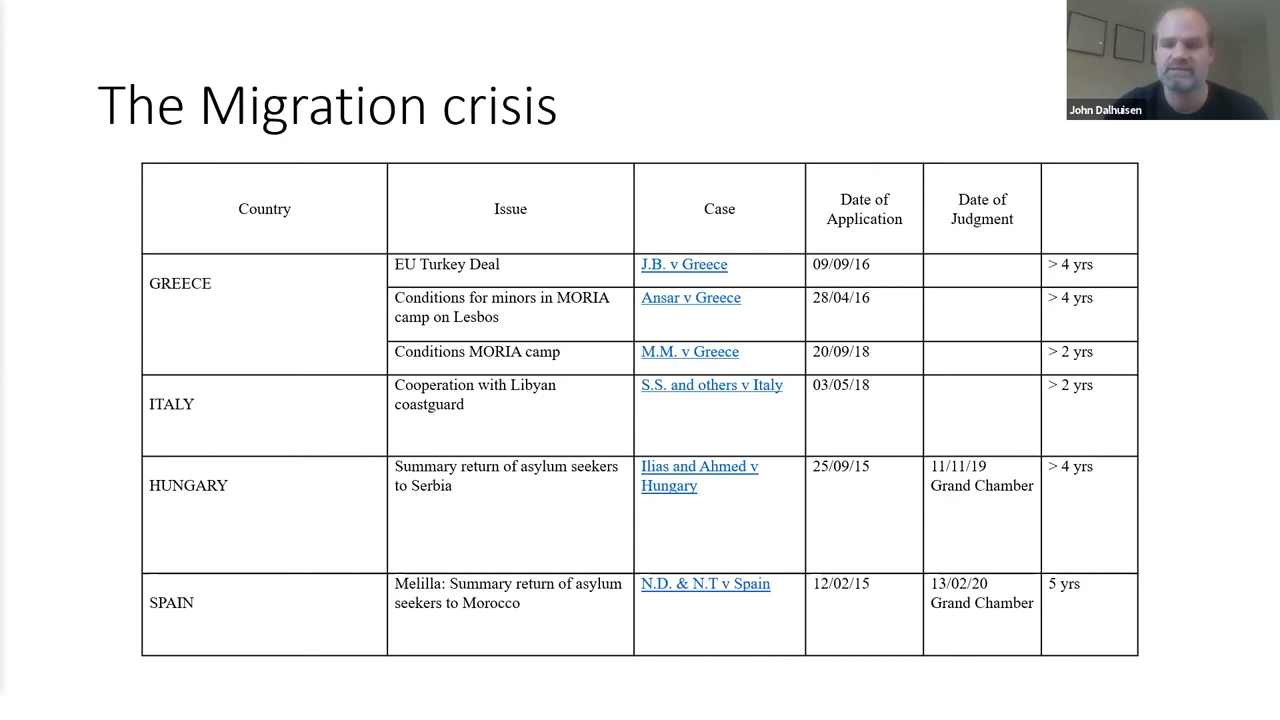 John Dalhuisen
The Migration crisis
Country
Issue
Case
Date of
Application
Date of
Judgment
GREECE
EU Turkey Deal
J.B. v Greece
09/09/16
> 4 yrs
Conditions for minors in MORIA
camp on Lesbos
Ansar v Greece
28/04/16
> 4 yrs
Conditions MORIA camp
M.M. v Greece
20/09/18
> 2 yrs
ITALY
Cooperation with Libyan
coastguard
S.S. and others v Italy
03/05/18
> 2 yrs
HUNGARY
Summary return of asylum seekers
to Serbia
Ilias and Ahmed v
Hungary
25/09/15
11/11/19
Grand Chamber
> 4 yrs
SPAIN
Melilla: Summary return of asylum
seekers to Morocco
N.D. & N.T v Spain
12/02/15
13/02/20
Grand Chamber
5 yrs